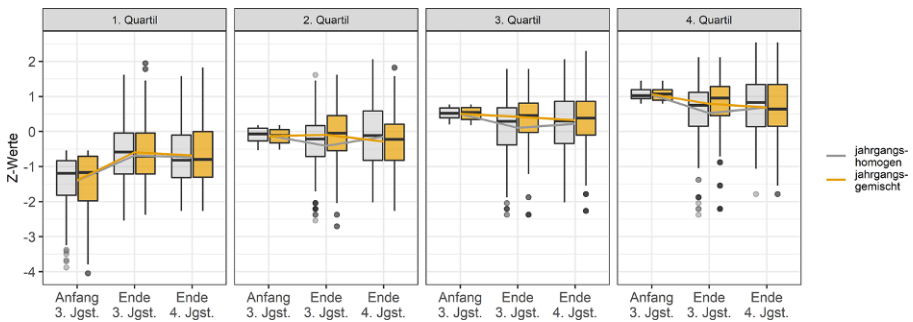 1. Quartil
2. Quartil
3. Quartil
4. Quartil
Z-Werte
2
1
0
-1
-2
-3
-4
Anfang
3. Jgst.
Ende
3. Jgst.
Ende
4. Jgst.
Anfang
3. Jgst.
Ende
3. Jgst.
Ende
4. Jgst.
Anfang
3. Jgst.
Ende
3. Jgst.
Ende
4. Jgst.
Anfang
3. Jgst.
Ende
3. Jgst.
Ende
4. Jgst.
jahrgangs-
homogen
jahrgangs-
gemischt